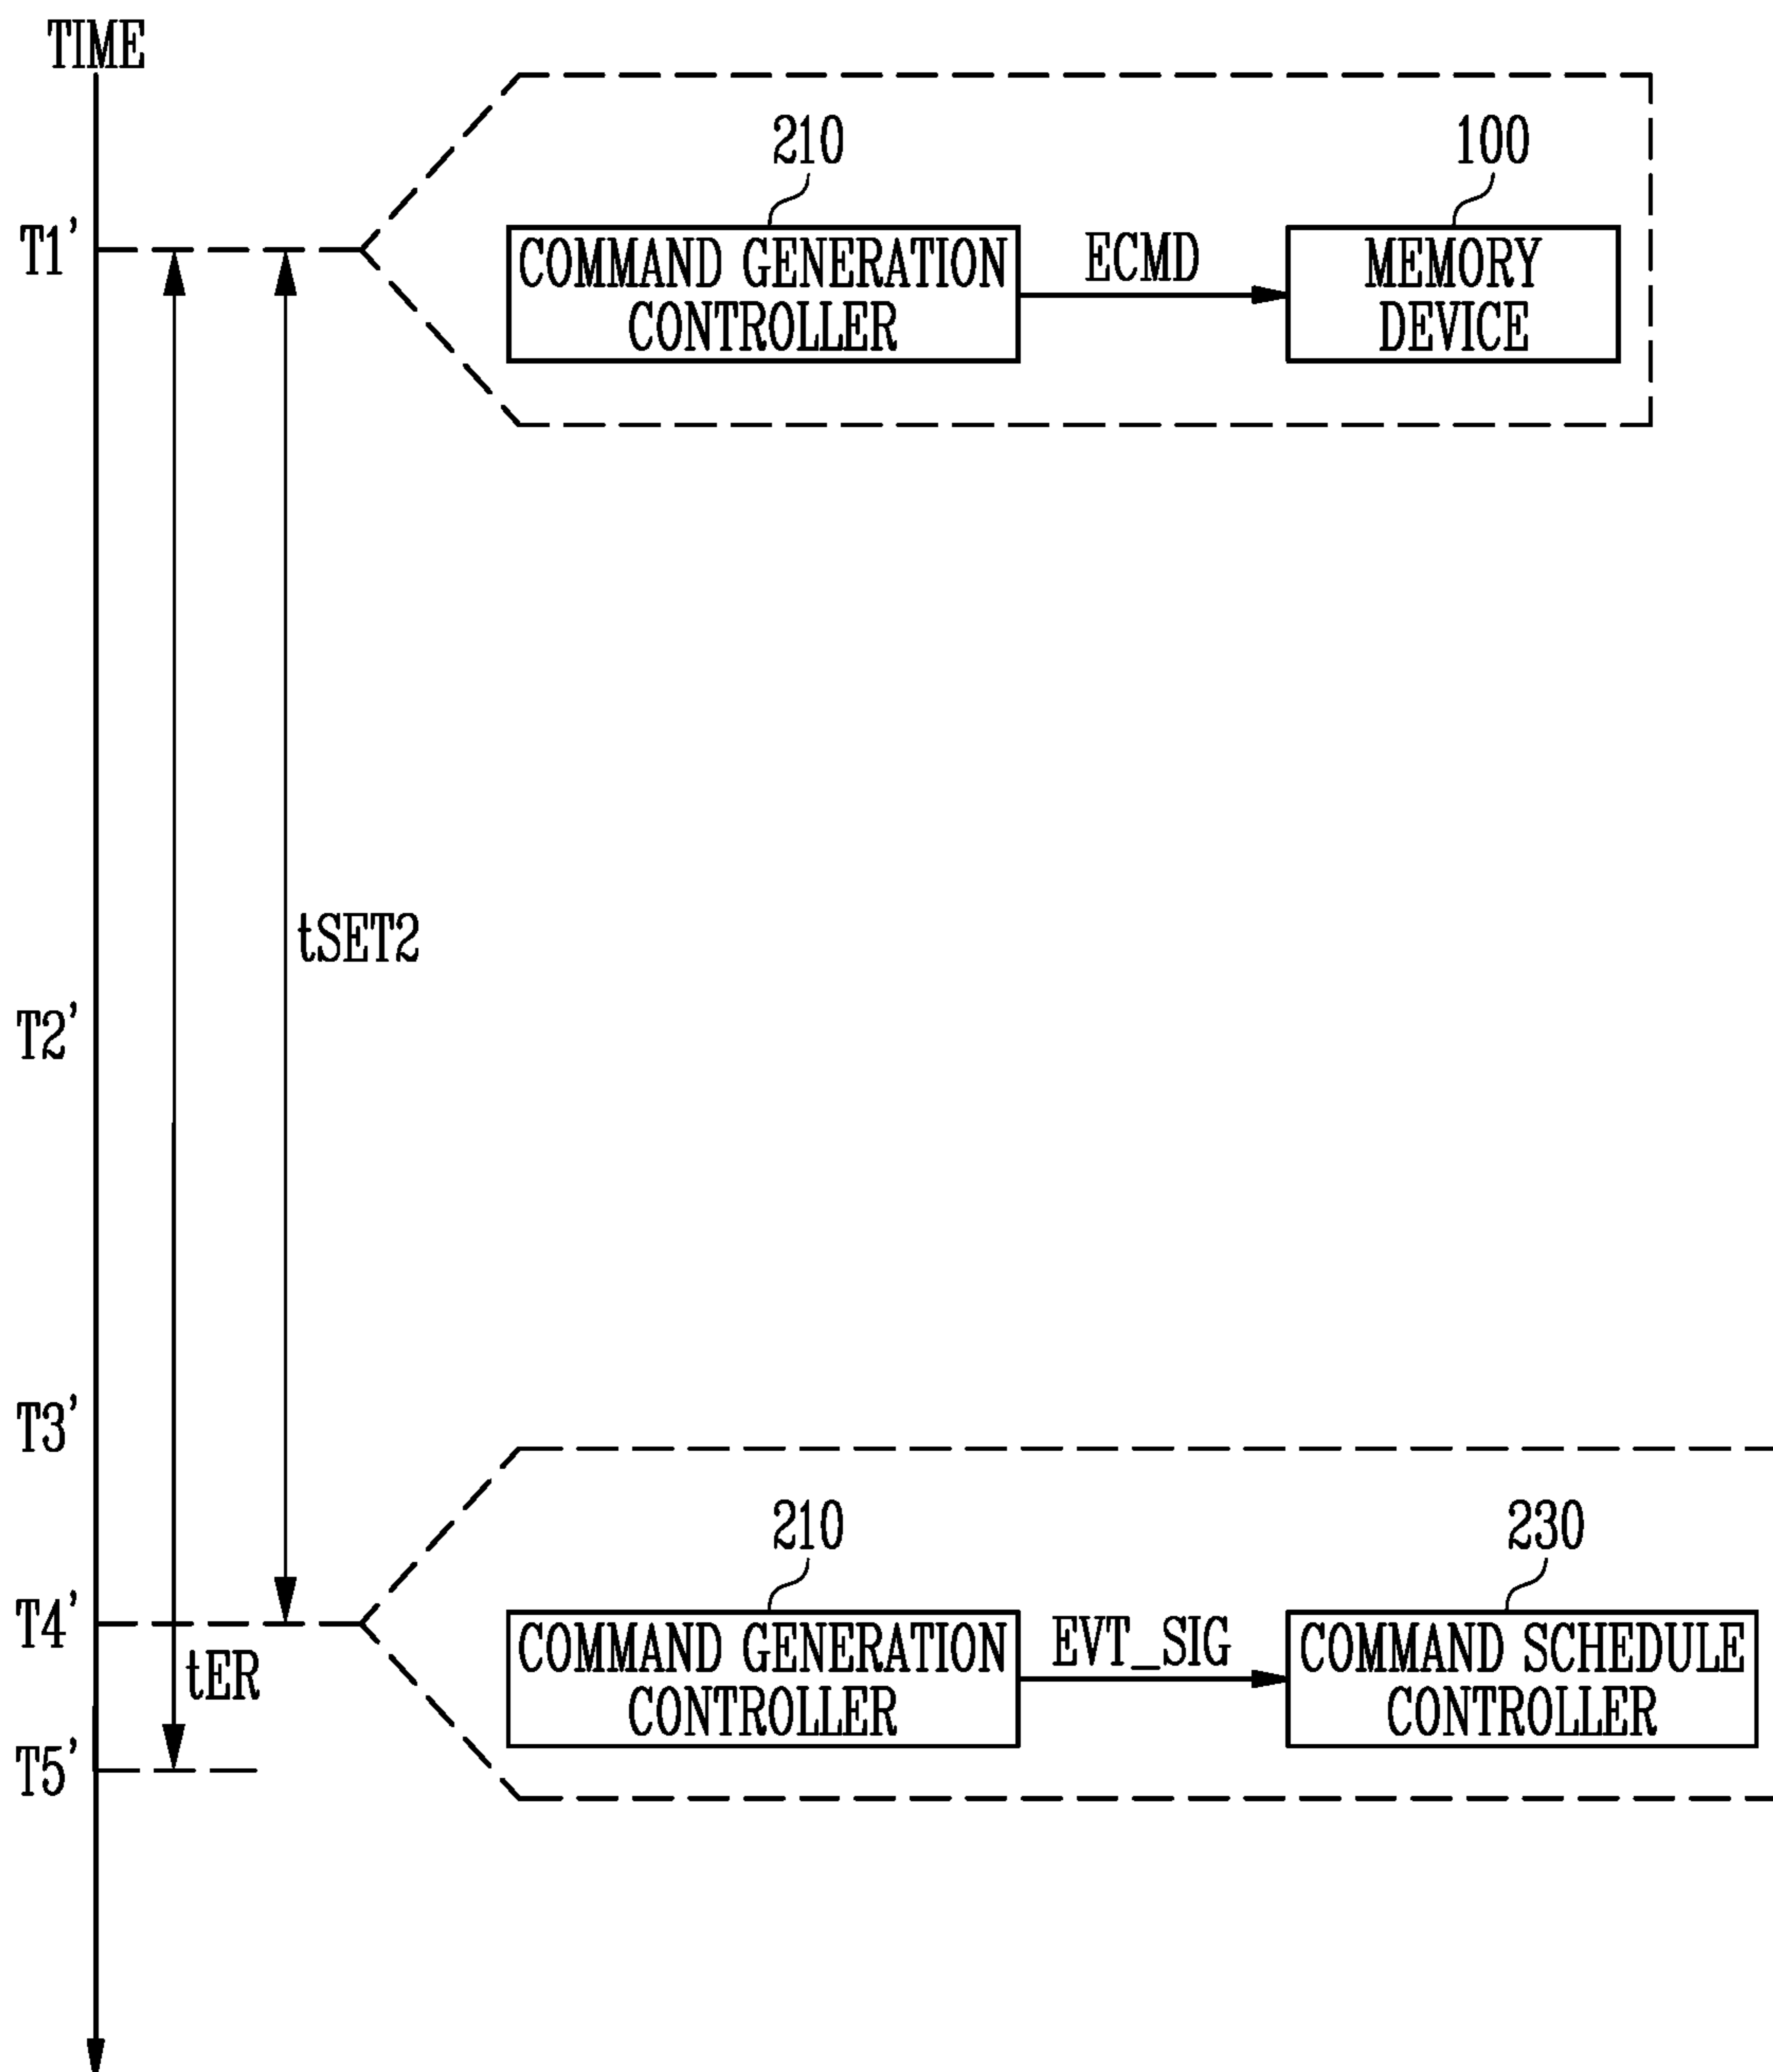 TIME
210
100
T1'
COMMAND GENERATION
CONTROLLER
ECMD
MEMORY
DEVICE
tSET2
T2'
T3'
210
230
T4'
COMMAND GENERATION
CONTROLLER
EVT_SIG
COMMAND SCHEDULE
CONTROLLER
tER
T5'